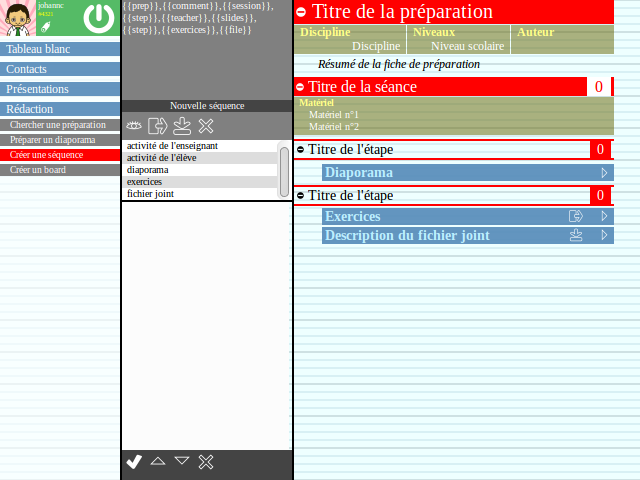 johanne
#4321
Tableau blanc
Contacts
Présentations
Rédaction
Chercher une préparation
Préparer un diaporama
Créer une séquence
Créer un board
{{prep}},{{comment}},{{session}},
{{step}},{{teacher}},{{slides}},
{{step}},{{exercices}},{{file}}
Nouvelle séquence
activité de l'enseignant
activité de l'élève
diaporama
exercices
fichier joint
Titre de la préparation
Discipline
Discipline
Niveaux
Niveau scolaire
Auteur
Résumé de la fiche de préparation
Titre de la séance
0
Matériel
Matériel n°1
Matériel n°2
Titre de l'étape
0
Diaporama
Titre de l'étape
0
Exercices
Description du fichier joint